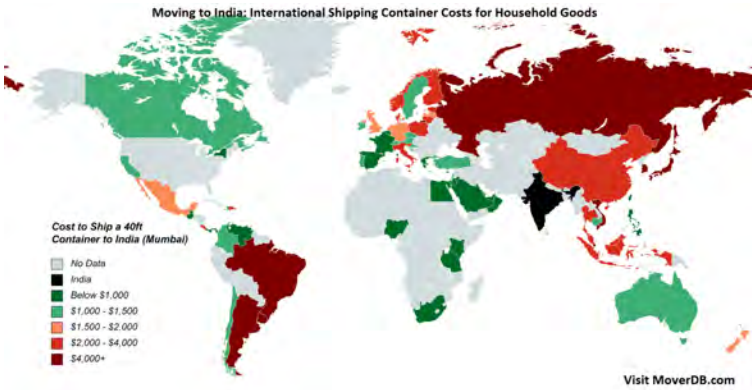 Moving to India: International Shipping Container Costs for Household Goods
Cost to Ship a 40ft
Container to India (Mumbai)
No Data
India
Below $1,000
$1,000 - $1,500
$1,500 - $2,000
$2,000 - $4,000
$4,000+
Visit MoverDB.com